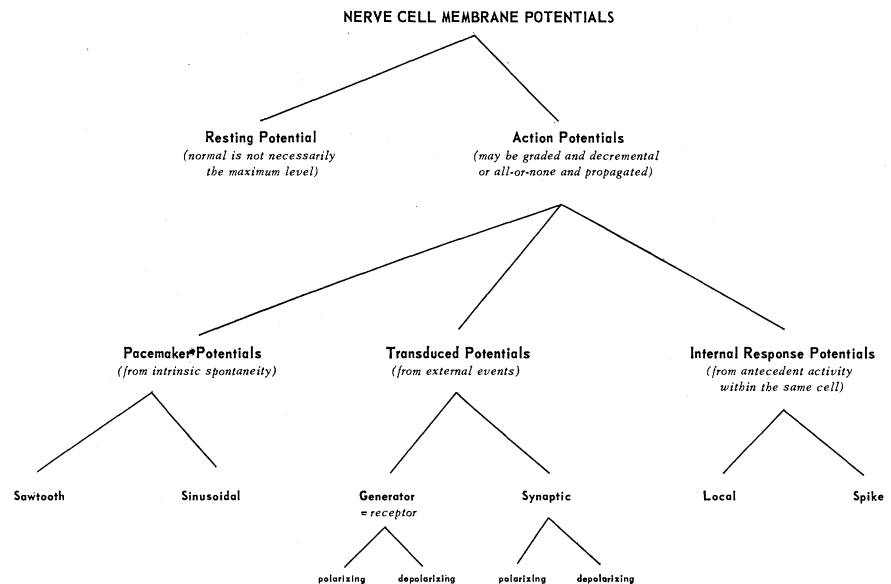 NERVE CELL MEMBRANE POTENTIALS
Resting Potential
(normal is not necessarily
the maximum level)
Action Potentials
(may be graded and decremental
or all-or-none and propagated)
Pacemaker Potentials
(from intrinsic spontaneity)
Transduced Potentials
(from external events)
Internal Response Potentials
(from antecedent activity
within the same cell)
Sawtooth
Sinusoidal
Generator
= receptor
Synaptic
Local
Spike
polarizing
depolarizing
polarizing
depolarizing